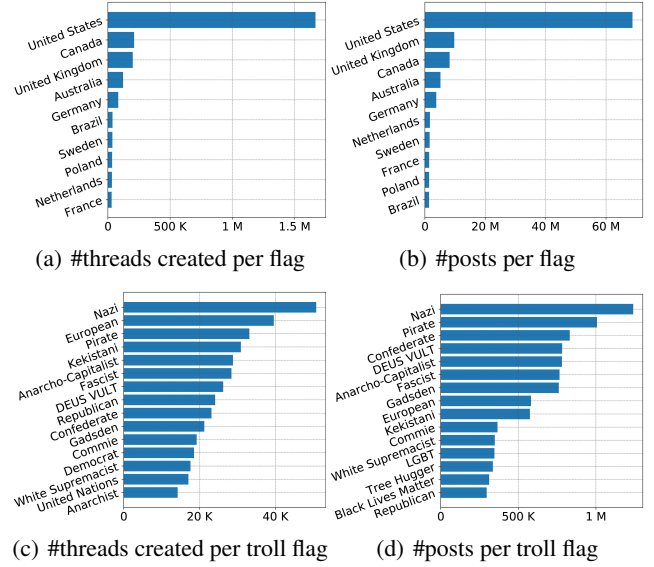 United States
Canada
United Kingdom
Australia
Germany
Brazil
Sweden
Poland
Netherlands
France
0 500 K 1 M 1.5 M
(a) #threads created per flag
United States
United Kingdom
Canada
Australia
Germany
Netherlands
Sweden
France
Poland
Brazil
0 20 M 40 M 60 M
(b) #posts per flag
Nazi
European
Pirate
Kekistani
Anarcho-Capitalist
Fascist
DEUS VULT
Republican
Confederate
Gadsden
Commie
Democrat
White Supremacist
United Nations
Anarchist
0 20 K 40 K
(c) #threads created per troll flag
Nazi
Pirate
Confederate
DEUS VULT
Anarcho-Capitalist
Fascist
Gadsden
European
Kekistani
Commie
White Supremacist
LGBT
Tree Hugger
Black Lives Matter
Republican
0 500 K 1 M
(d) #posts per troll flag